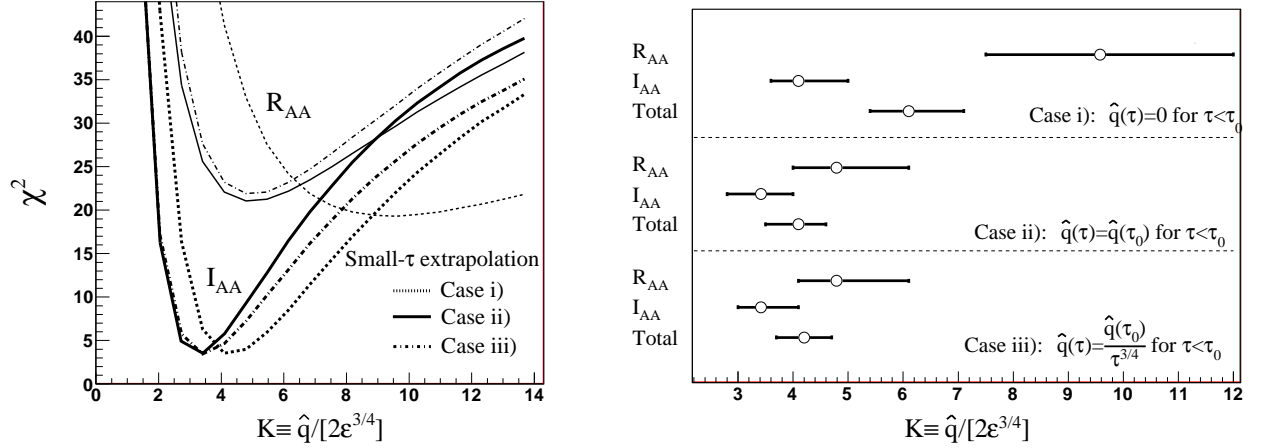 χ²
40
35
30
25
20
15
10
5
0
R_AA
I_AA
Small-τ extrapolation
Case i)
Case ii)
Case iii)
0 2 4 6 8 10 12 14
K≡ q̂/[2ε^3/4]
R_AA
I_AA
Total
Case i): q̂(τ)=0 for τ<τ₀
R_AA
I_AA
Total
Case ii): q̂(τ)=q̂(τ₀) for τ<τ₀
R_AA
I_AA
Total
Case iii): q̂(τ)=q̂(τ₀)/τ^3/4 for τ<τ₀
3 4 5 6 7 8 9 10 11 12
K≡ q̂/[2ε^3/4]